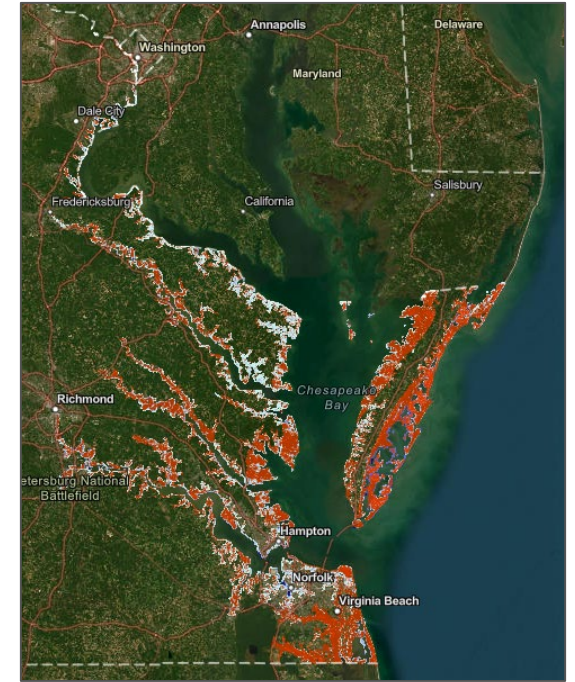 Annapolis
Delaware
Washington
Maryland
Dale City
Salisbury
Fredericksburg
California
Chesapeake
Bay
Richmond
etersburg National
Battlefield
Hampton
Norfolk
Virginia Beach